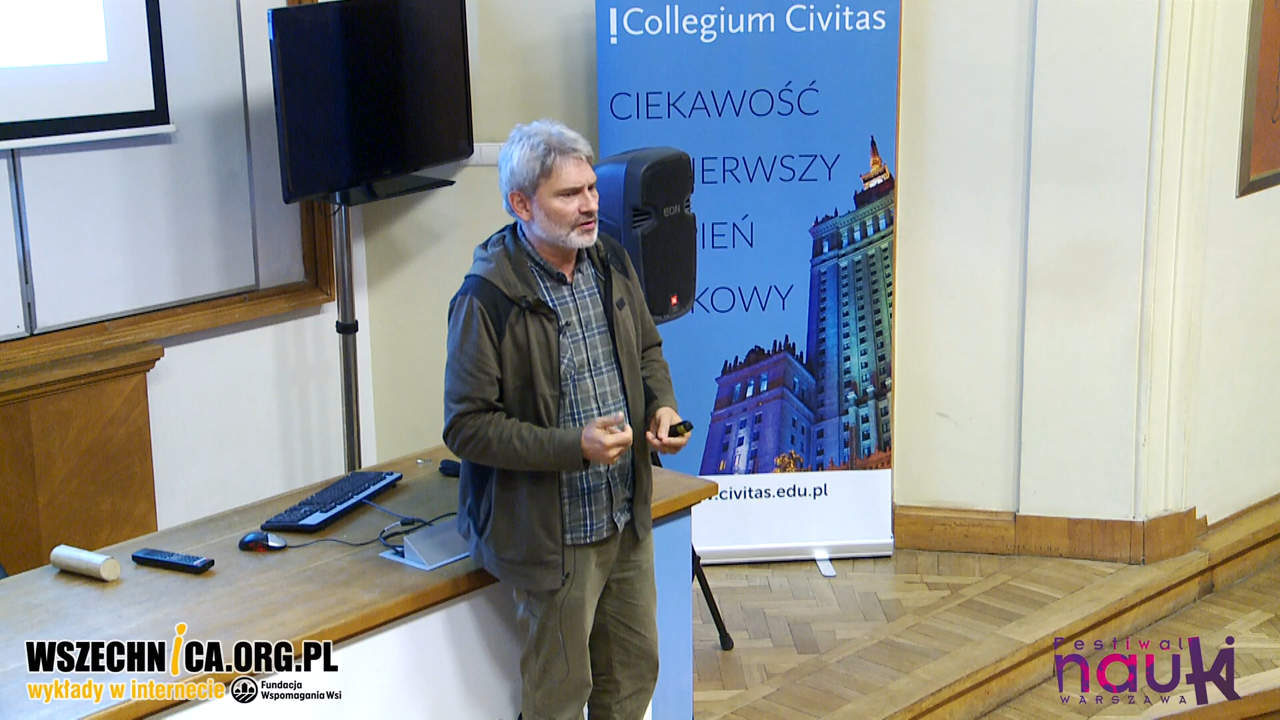 !Collegium Civitas
CIEKAWOŚĆ
IERWSZY
IEŃ
KOWY
.civitas.edu.pl
EON
WSZECHNICA.ORG.PL
wykłady w internecie
Fundacja
Wspomagania Wsi
Festiwal
nauki
WARSZAWA